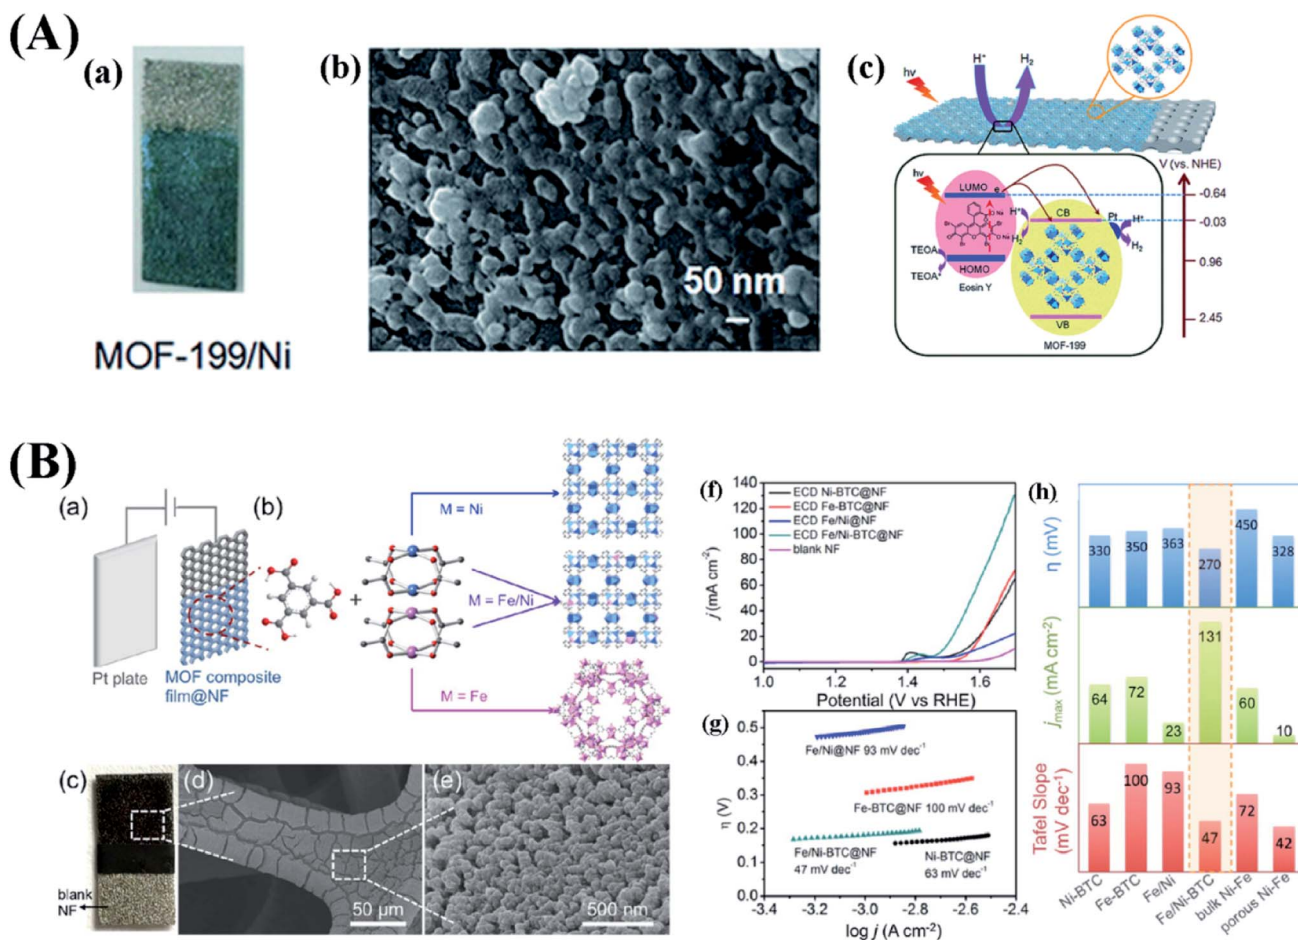 (A)
(a)
MOF-199/Ni
(b)
50 nm
(c)
hν
H⁺
H₂
V (vs. NHE)
hν
LUMO
e
-0.64
H⁺
CB
Pt
H⁺
-0.03
Br
Br
H₂
H₂
TEOA
0.96
TEOA⁺
HOMO
Eosin Y
2.45
VB
MOF-199
(B)
(a)
(b)
M = Ni
+
M = Fe/Ni
M = Fe
Pt plate
MOF composite
film@NF
(c)
blank
NF
(d)
50 µm
(e)
500 nm
(f)
140
120
100
80
60
40
20
0
j (mA cm⁻²)
ECD Ni-BTC@NF
ECD Fe-BTC@NF
ECD Fe/Ni@NF
ECD Fe/Ni-BTC@NF
blank NF
1.0
1.2
1.4
1.6
Potential (V vs RHE)
(g)
0.5
0.4
0.3
0.2
0.1
0.0
η (V)
Fe/Ni@NF 93 mV dec⁻¹
Fe-BTC@NF 100 mV dec⁻¹
Fe/Ni-BTC@NF
47 mV dec⁻¹
Ni-BTC@NF
63 mV dec⁻¹
-3.4
-3.2
-3.0
-2.8
-2.6
-2.4
log j (A cm⁻²)
(h)
η (mV)
330
350
363
270
450
328
jmax (mA cm⁻²)
64
72
23
131
60
10
Tafel Slope
(mV dec⁻¹)
63
100
93
47
72
42
Ni-BTC
Fe-BTC
Fe/Ni
Fe/Ni-BTC
bulk Ni-Fe
porous Ni-Fe